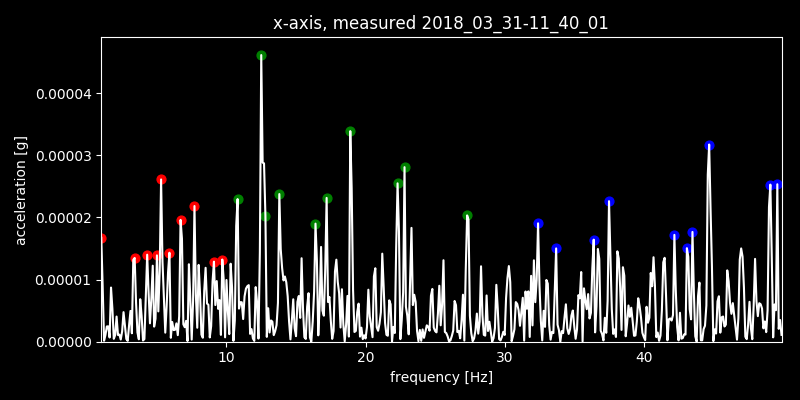 x-axis, measured 2018_03_31-11_40_01
acceleration [g]
0.00004
0.00003
0.00002
0.00001
0.00000
10 20 30 40
frequency [Hz]